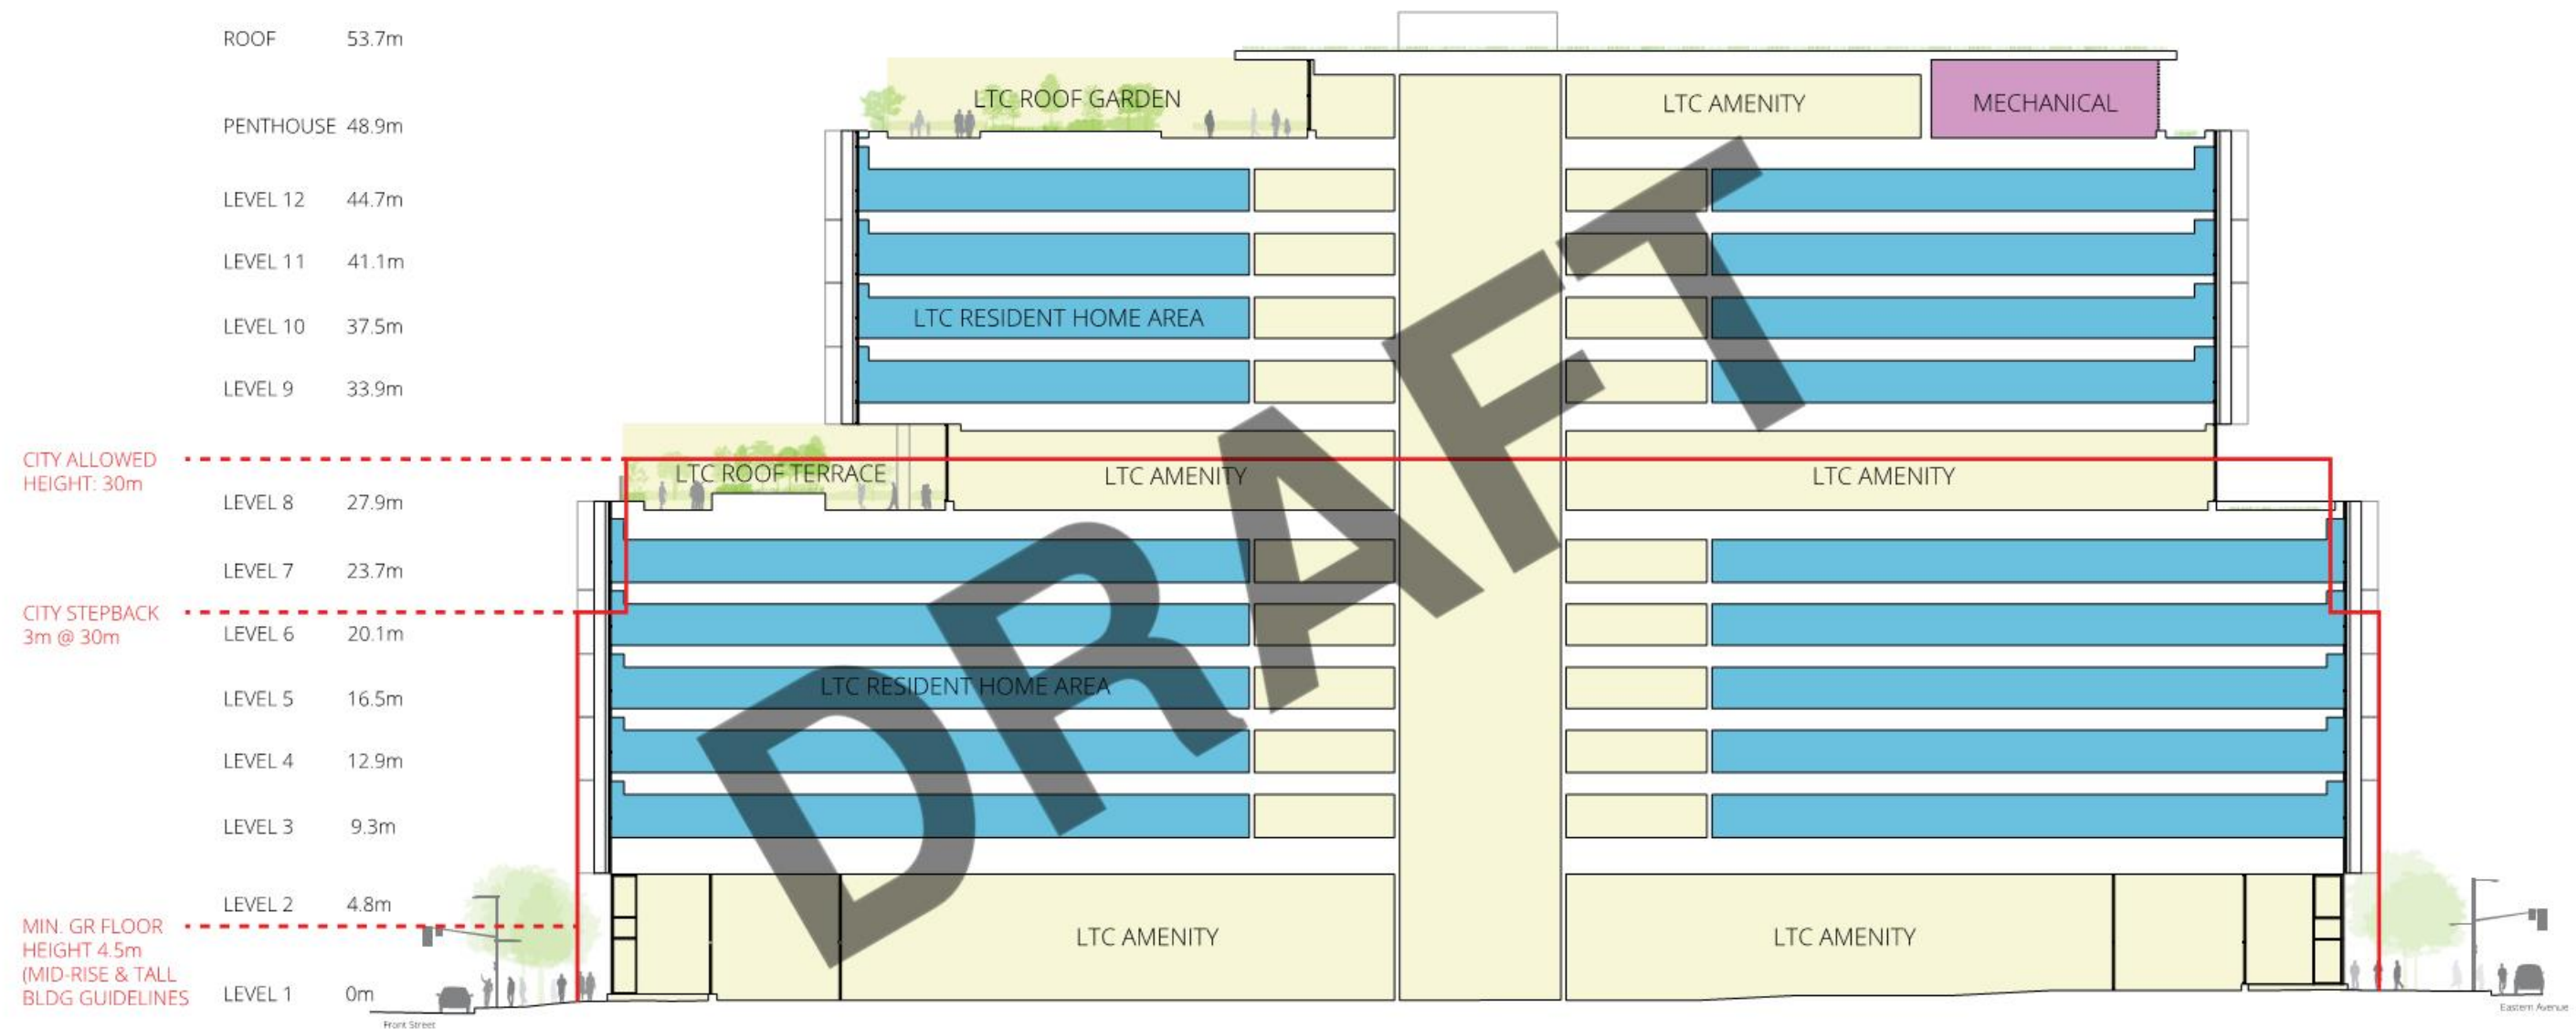 ROOF 53.7m
PENTHOUSE 48.9m
LEVEL 12 44.7m
LEVEL 11 41.1m
LEVEL 10 37.5m
LEVEL 9 33.9m
CITY ALLOWED
HEIGHT: 30m
LEVEL 8 27.9m
LEVEL 7 23.7m
CITY STEPBACK
3m @ 30m
LEVEL 6 20.1m
LEVEL 5 16.5m
LEVEL 4 12.9m
LEVEL 3 9.3m
LEVEL 2 4.8m
MIN. GR FLOOR
HEIGHT 4.5m
(MID-RISE & TALL
BLDG GUIDELINES
LEVEL 1 0m
LTC ROOF GARDEN
LTC AMENITY
MECHANICAL
LTC RESIDENT HOME AREA
LTC ROOF TERRACE
LTC AMENITY
LTC AMENITY
LTC RESIDENT HOME AREA
LTC AMENITY
LTC AMENITY
Front Street
Eastern Avenue
DRAFT